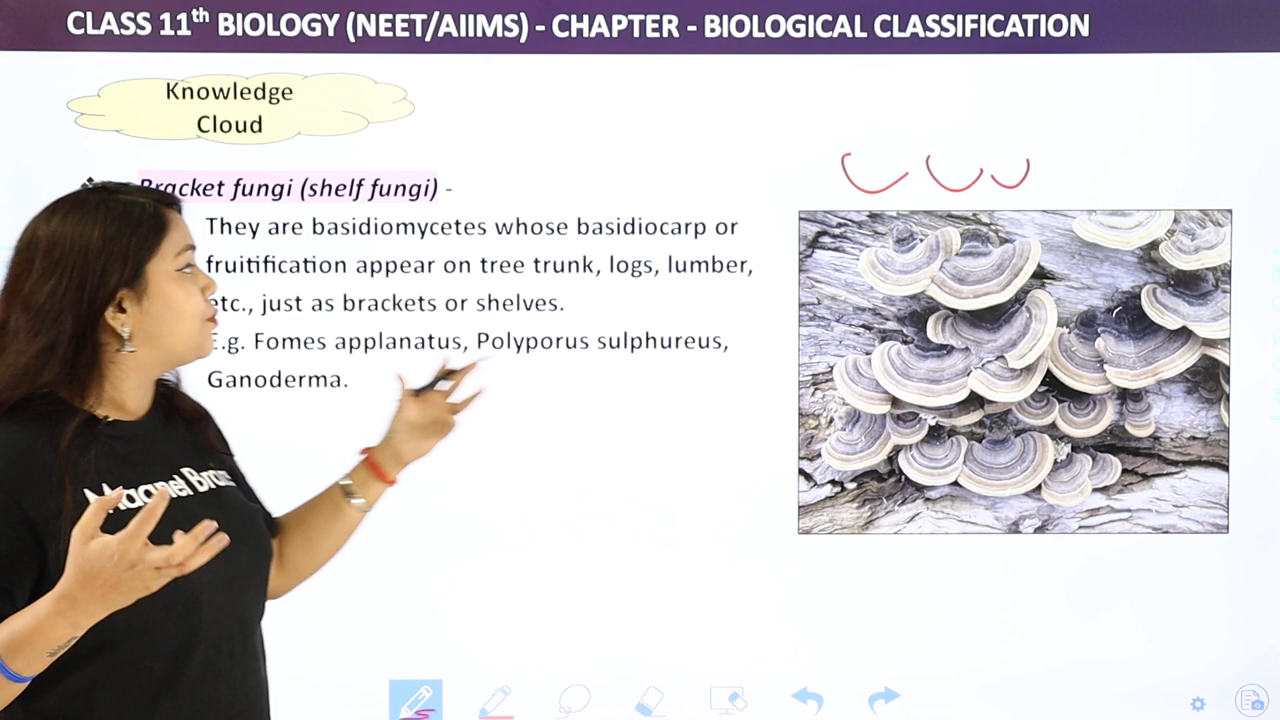 CLASS 11th BIOLOGY (NEET/AIIMS) - CHAPTER - BIOLOGICAL CLASSIFICATION
Knowledge
Cloud
Bracket fungi (shelf fungi) -
They are basidiomycetes whose basidiocarp or
fruitification appear on tree trunk, logs, lumber,
etc., just as brackets or shelves.
E.g. Fomes applanatus, Polyporus sulphureus,
Ganoderma.
Magnet Brains